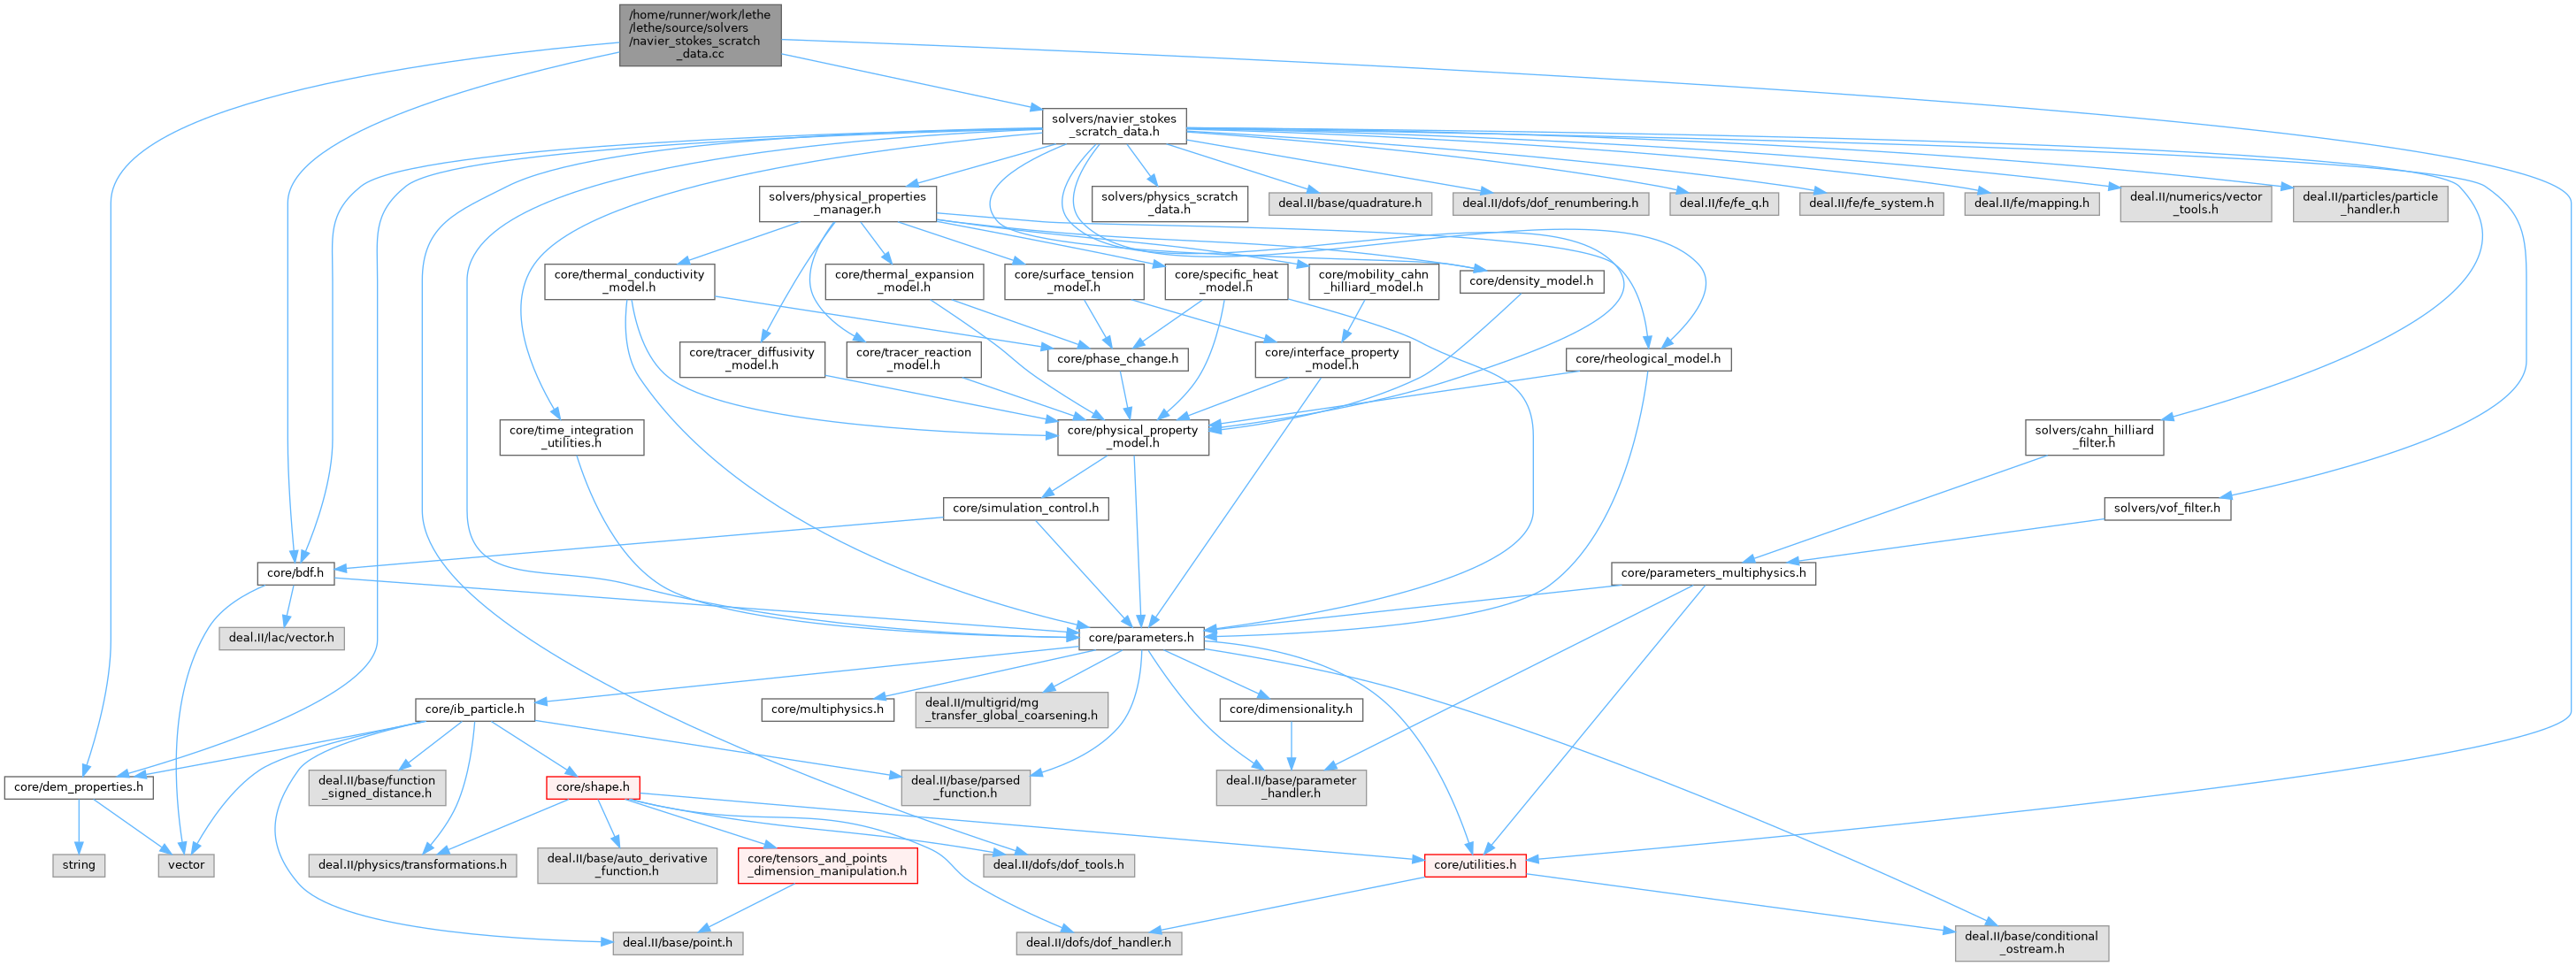 /home/runner/work/lethe
/lethe/source/solvers
/navier_stokes_scratch
_data.cc
solvers/navier_stokes
_scratch_data.h
solvers/physical_properties
_manager.h
solvers/physics_scratch
_data.h
deal.II/base/quadrature.h
deal.II/dofs/dof_renumbering.h
deal.II/fe/fe_q.h
deal.II/fe/fe_system.h
deal.II/fe/mapping.h
deal.II/numerics/vector
_tools.h
deal.II/particles/particle
_handler.h
core/thermal_conductivity
_model.h
core/thermal_expansion
_model.h
core/surface_tension
_model.h
core/specific_heat
_model.h
core/mobility_cahn
_hilliard_model.h
core/density_model.h
core/tracer_diffusivity
_model.h
core/tracer_reaction
_model.h
core/phase_change.h
core/interface_property
_model.h
core/rheological_model.h
core/time_integration
_utilities.h
core/physical_property
_model.h
solvers/cahn_hilliard
_filter.h
core/simulation_control.h
solvers/vof_filter.h
core/bdf.h
core/parameters_multiphysics.h
deal.II/lac/vector.h
core/parameters.h
core/ib_particle.h
core/multiphysics.h
deal.II/multigrid/mg
_transfer_global_coarsening.h
core/dimensionality.h
core/dem_properties.h
deal.II/base/function
_signed_distance.h
core/shape.h
deal.II/base/parsed
_function.h
deal.II/base/parameter
_handler.h
string
vector
deal.II/physics/transformations.h
deal.II/base/auto_derivative
_function.h
core/tensors_and_points
_dimension_manipulation.h
deal.II/dofs/dof_tools.h
core/utilities.h
deal.II/base/point.h
deal.II/dofs/dof_handler.h
deal.II/base/conditional
_ostream.h